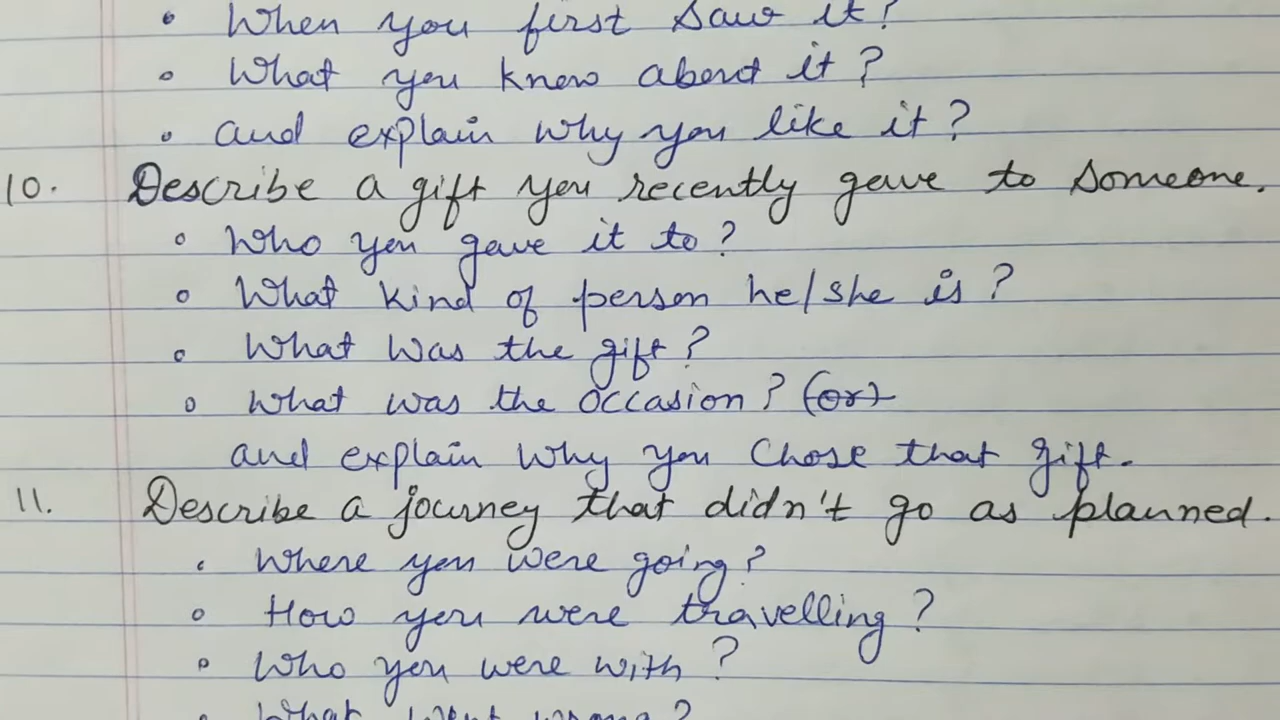 • When you first saw it?
• What you know about it?
• and explain why you like it?
10. Describe a gift you recently gave to someone.
• Who you gave it to?
• What kind of person he/she is?
• What was the gift?
• What was the occasion? (or)
and explain why you chose that gift.
11. Describe a journey that didn't go as planned.
• Where you were going?
• How you were travelling?
• Who you were with?
• What went wrong?